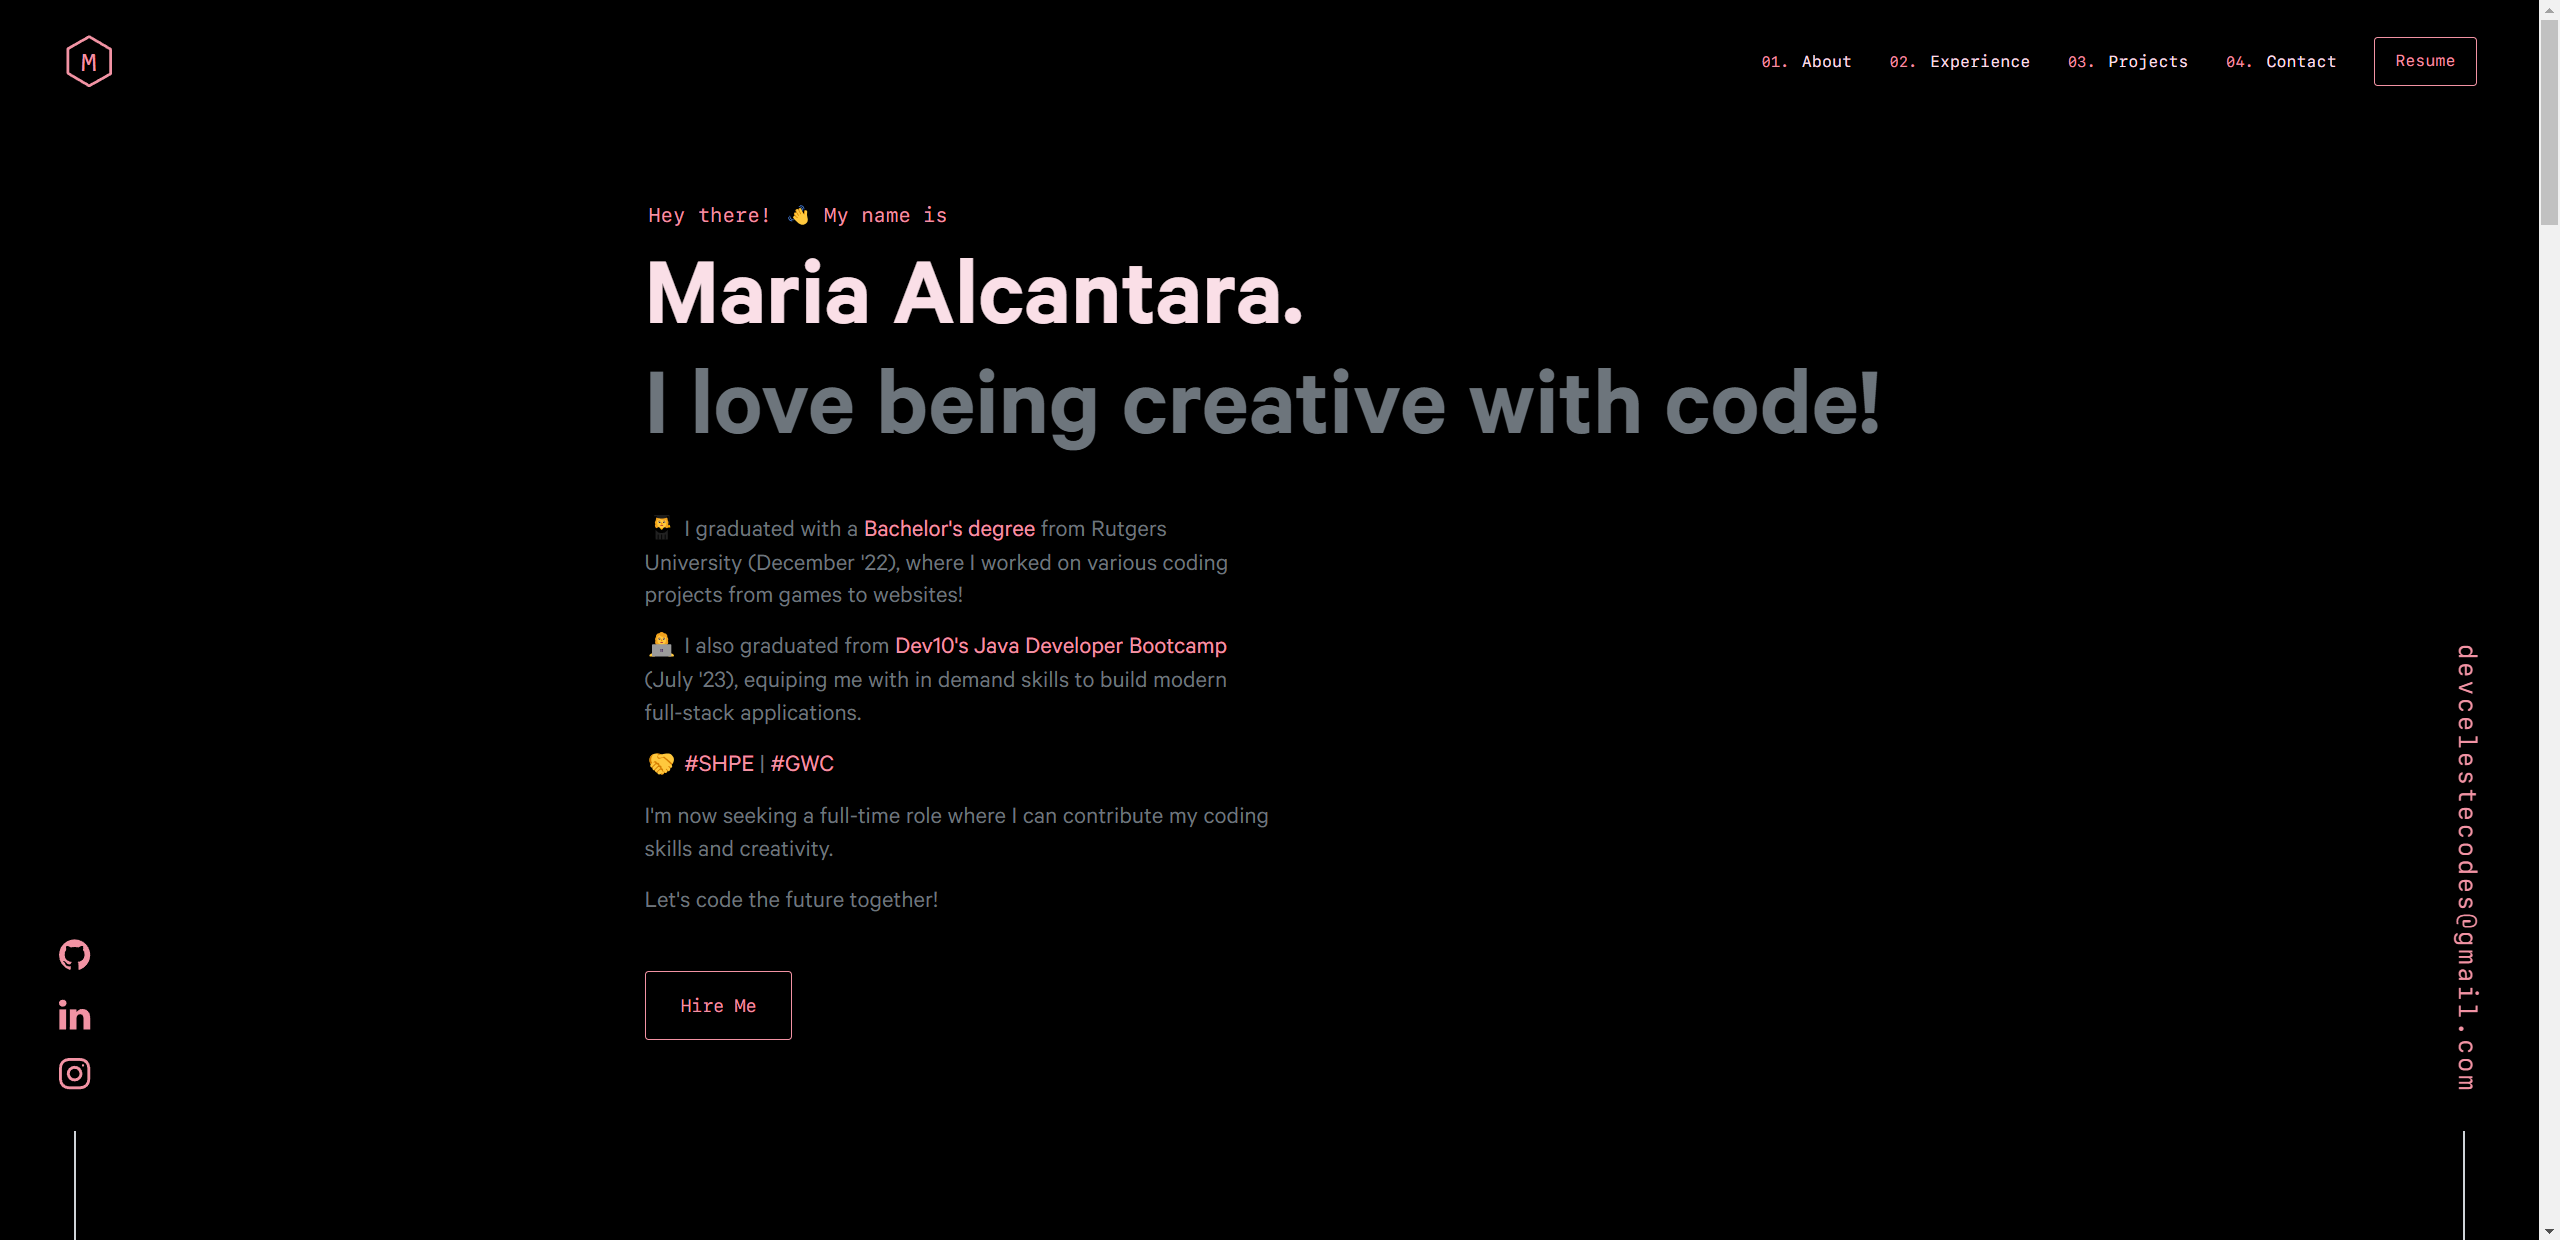 M
01. About 02. Experience 03. Projects 04. Contact Resume
Hey there! 👋 My name is
Maria Alcantara.
I love being creative with code!
👩‍🎓 I graduated with a Bachelor's degree from Rutgers
University (December '22), where I worked on various coding
projects from games to websites!
👩‍💻 I also graduated from Dev10's Java Developer Bootcamp
(July '23), equiping me with in demand skills to build modern
full-stack applications.
🤝 #SHPE | #GWC
I'm now seeking a full-time role where I can contribute my coding
skills and creativity.
Let's code the future together!
Hire Me
in
devcelestecodes@gmail.com